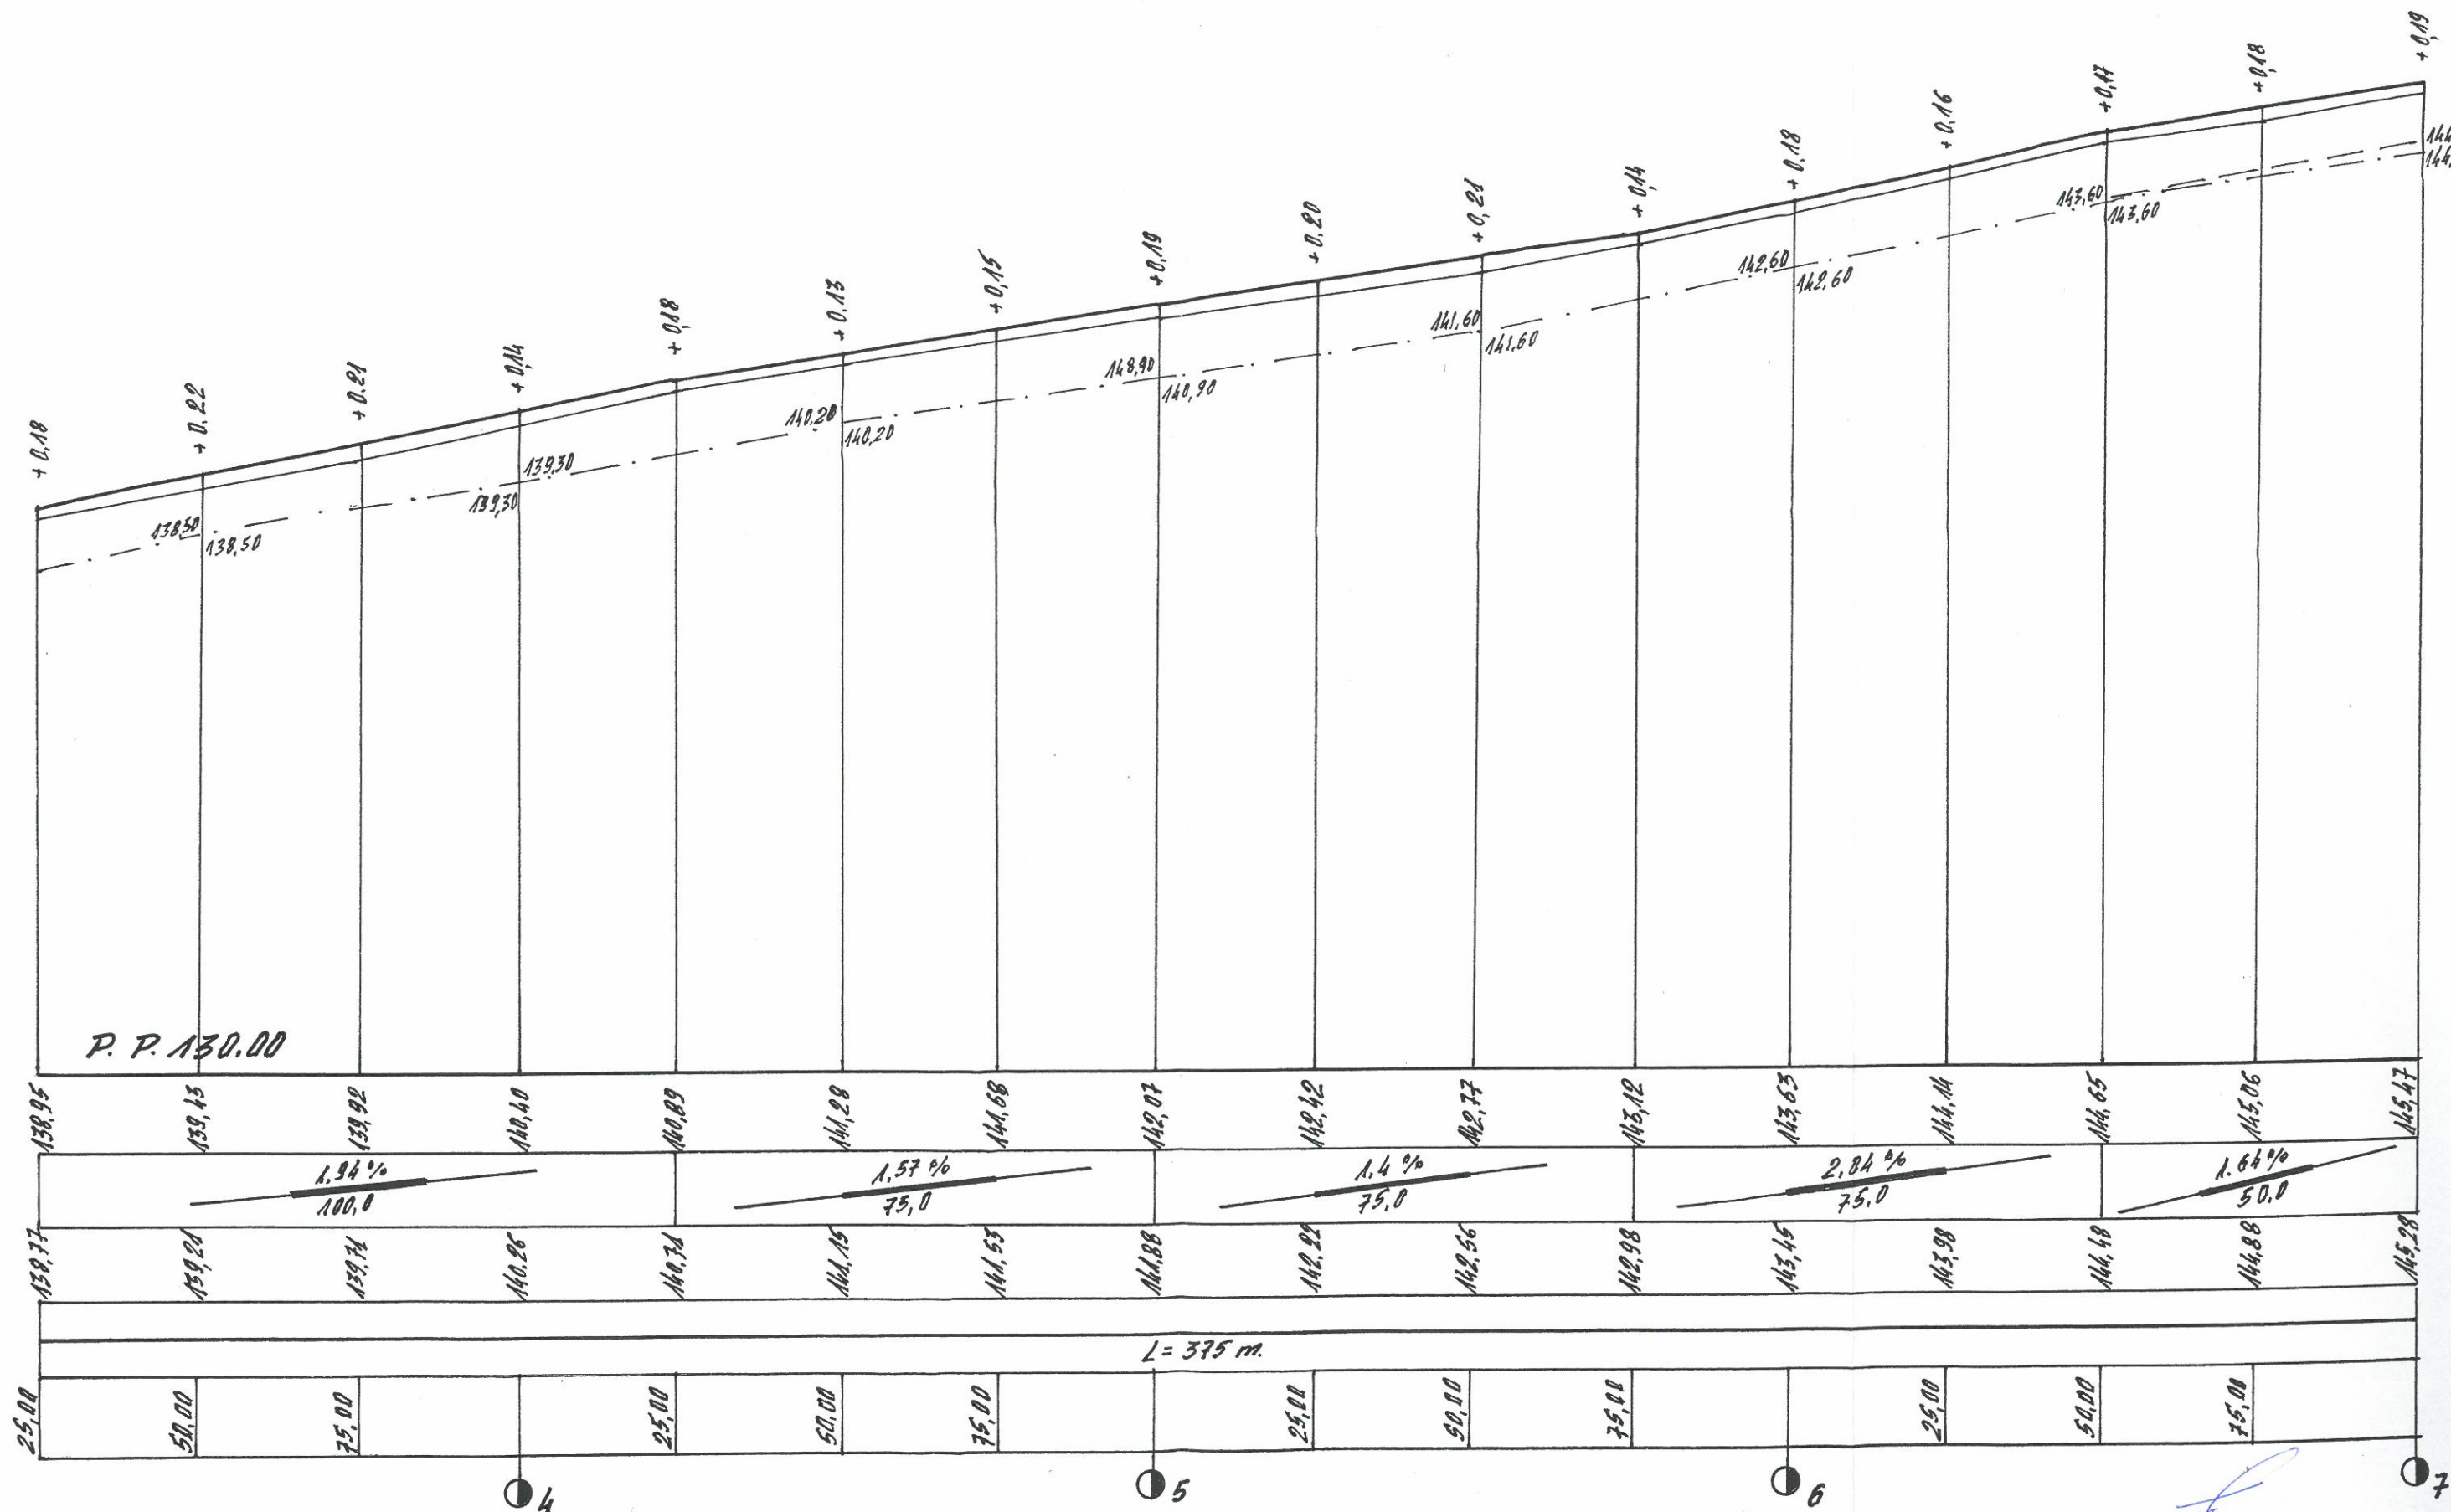 +0,18 +0,22 +0,21 +0,14 +0,18 +0,13 +0,15 +0,19 +0,20 +0,21 +0,14 +0,18 +0,16 +0,17 +0,18 +0,19
138,50 139,30 140,20 148,90 141,60 142,60 143,60
138,50 139,30 140,20 140,90 141,60 142,60 143,60
P. P. 130.00
138,95 139,43 139,92 140,40 140,89 141,28 141,68 142,07 142,42 142,77 143,12 143,63 144,14 144,65 145,06 145,47
1,94 % 1,57 % 1,4 % 2,04 % 1.64 %
100,0 75,0 75,0 75.0 50,0
138,77 139,21 139,71 140.26 140,71 141,15 141,53 141,88 142,22 142,56 142,98 143,45 143,98 144,48 144,88 145,28
L = 375 m.
25,00 50,00 75,00 25,00 50,00 75,00 25,00 50,00 75,00 25,00 50,00 75,00
4 5 6 7